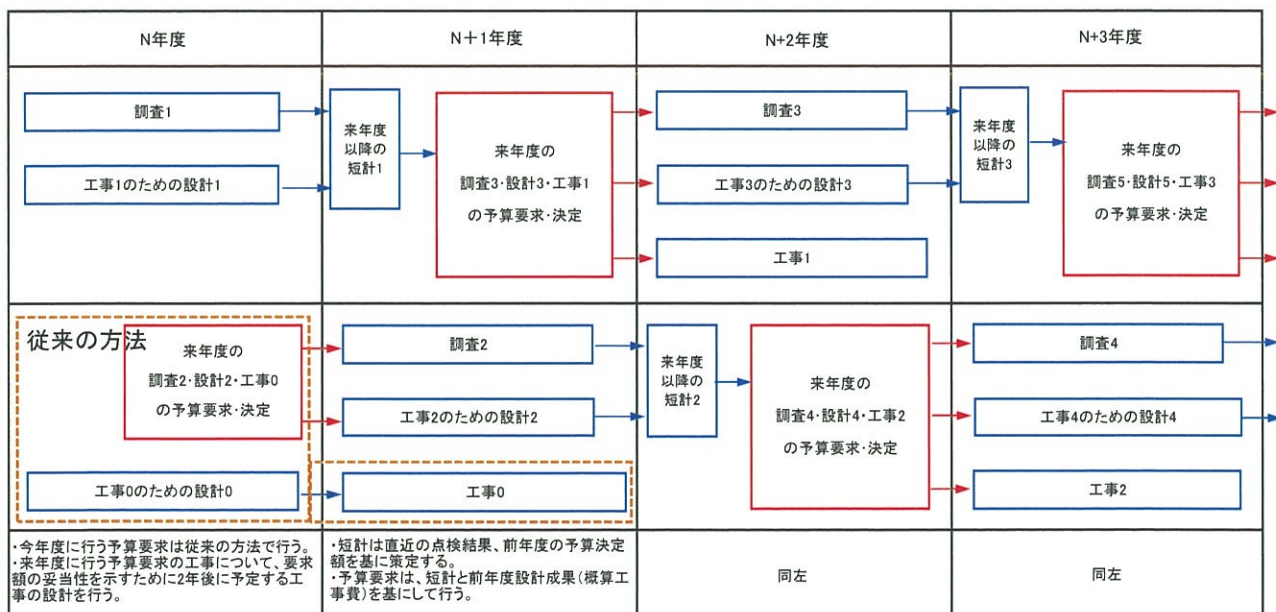 N年度
N＋1年度
N+2年度
N+3年度
調査1
工事1のための設計1
来年度
以降の
短計1
来年度の
調査3・設計3・工事1
の予算要求・決定
調査3
工事3のための設計3
工事1
来年度
以降の
短計3
来年度の
調査5・設計5・工事3
の予算要求・決定
従来の方法
来年度の
調査2・設計2・工事0
の予算要求・決定
工事0のための設計0
調査2
工事2のための設計2
工事0
来年度
以降の
短計2
来年度の
調査4・設計4・工事2
の予算要求・決定
調査4
工事4のための設計4
工事2
・今年度に行う予算要求は従来の方法で行う。
・来年度に行う予算要求の工事について、要求
額の妥当性を示すために2年後に予定する工
事の設計を行う。
・短計は直近の点検結果、前年度の予算決定
額を基に策定する。
・予算要求は、短計と前年度設計成果（概算工
事費）を基にして行う。
同左
同左